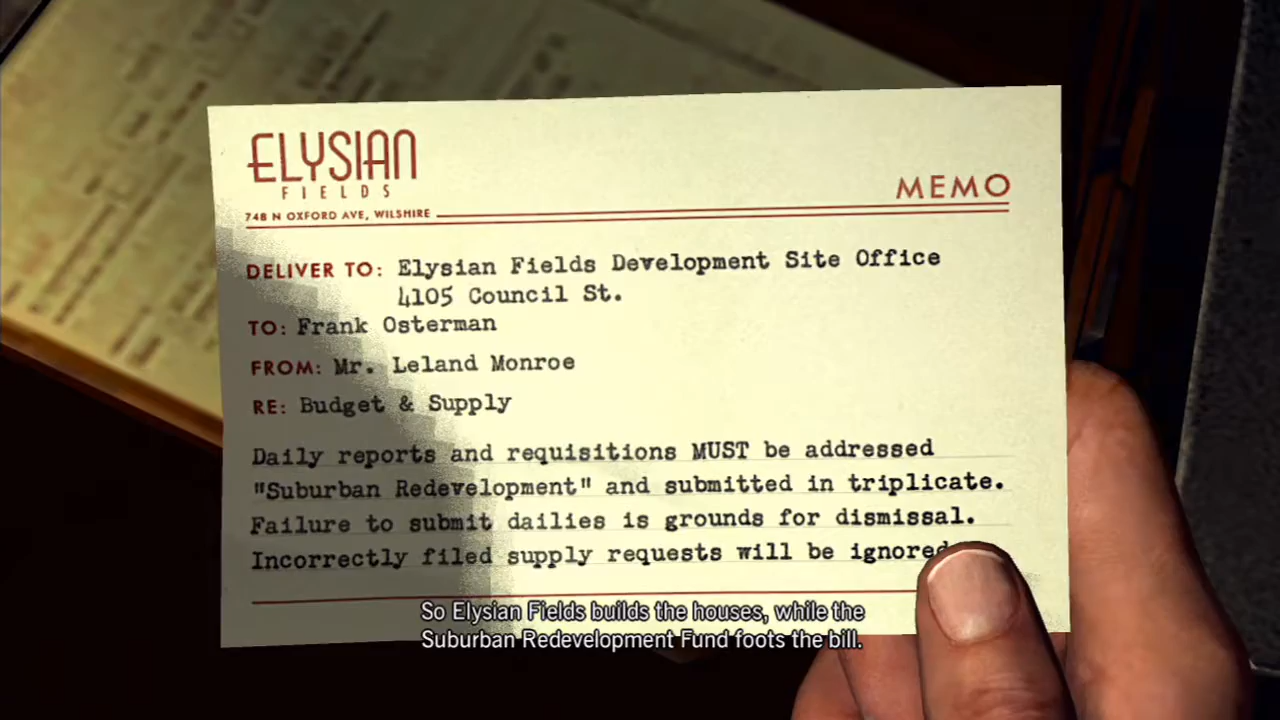 ELYSIAN
FIELDS
748 N OXFORD AVE, WILSHIRE
MEMO
DELIVER TO: Elysian Fields Development Site Office
4105 Council St.
TO: Frank Osterman
FROM: Mr. Leland Monroe
RE: Budget & Supply
Daily reports and requisitions MUST be addressed
"Suburban Redevelopment" and submitted in triplicate.
Failure to submit dailies is grounds for dismissal.
Incorrectly filed supply requests will be ignored
So Elysian Fields builds the houses, while the
Suburban Redevelopment Fund foots the bill.